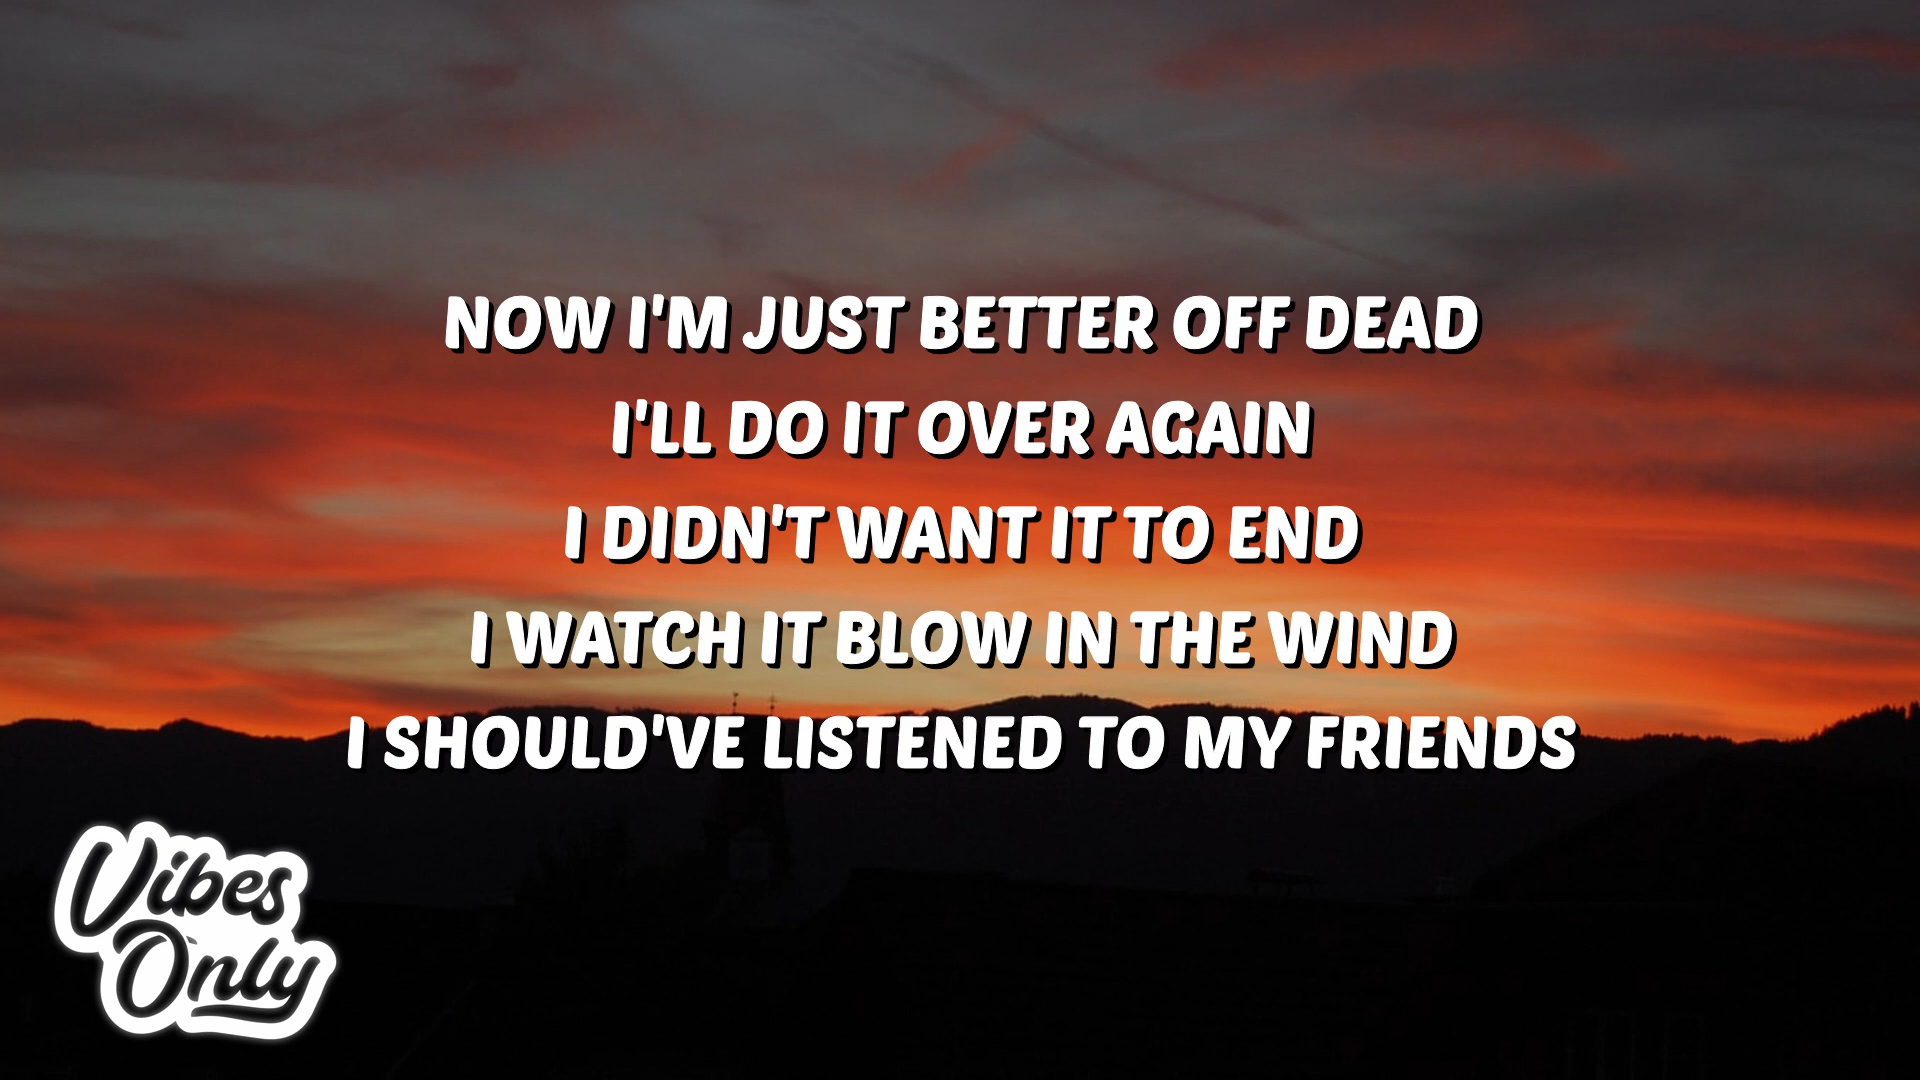 NOW I'M JUST BETTER OFF DEAD
I'LL DO IT OVER AGAIN
I DIDN'T WANT IT TO END
I WATCH IT BLOW IN THE WIND
I SHOULD'VE LISTENED TO MY FRIENDS
Vibes
Only